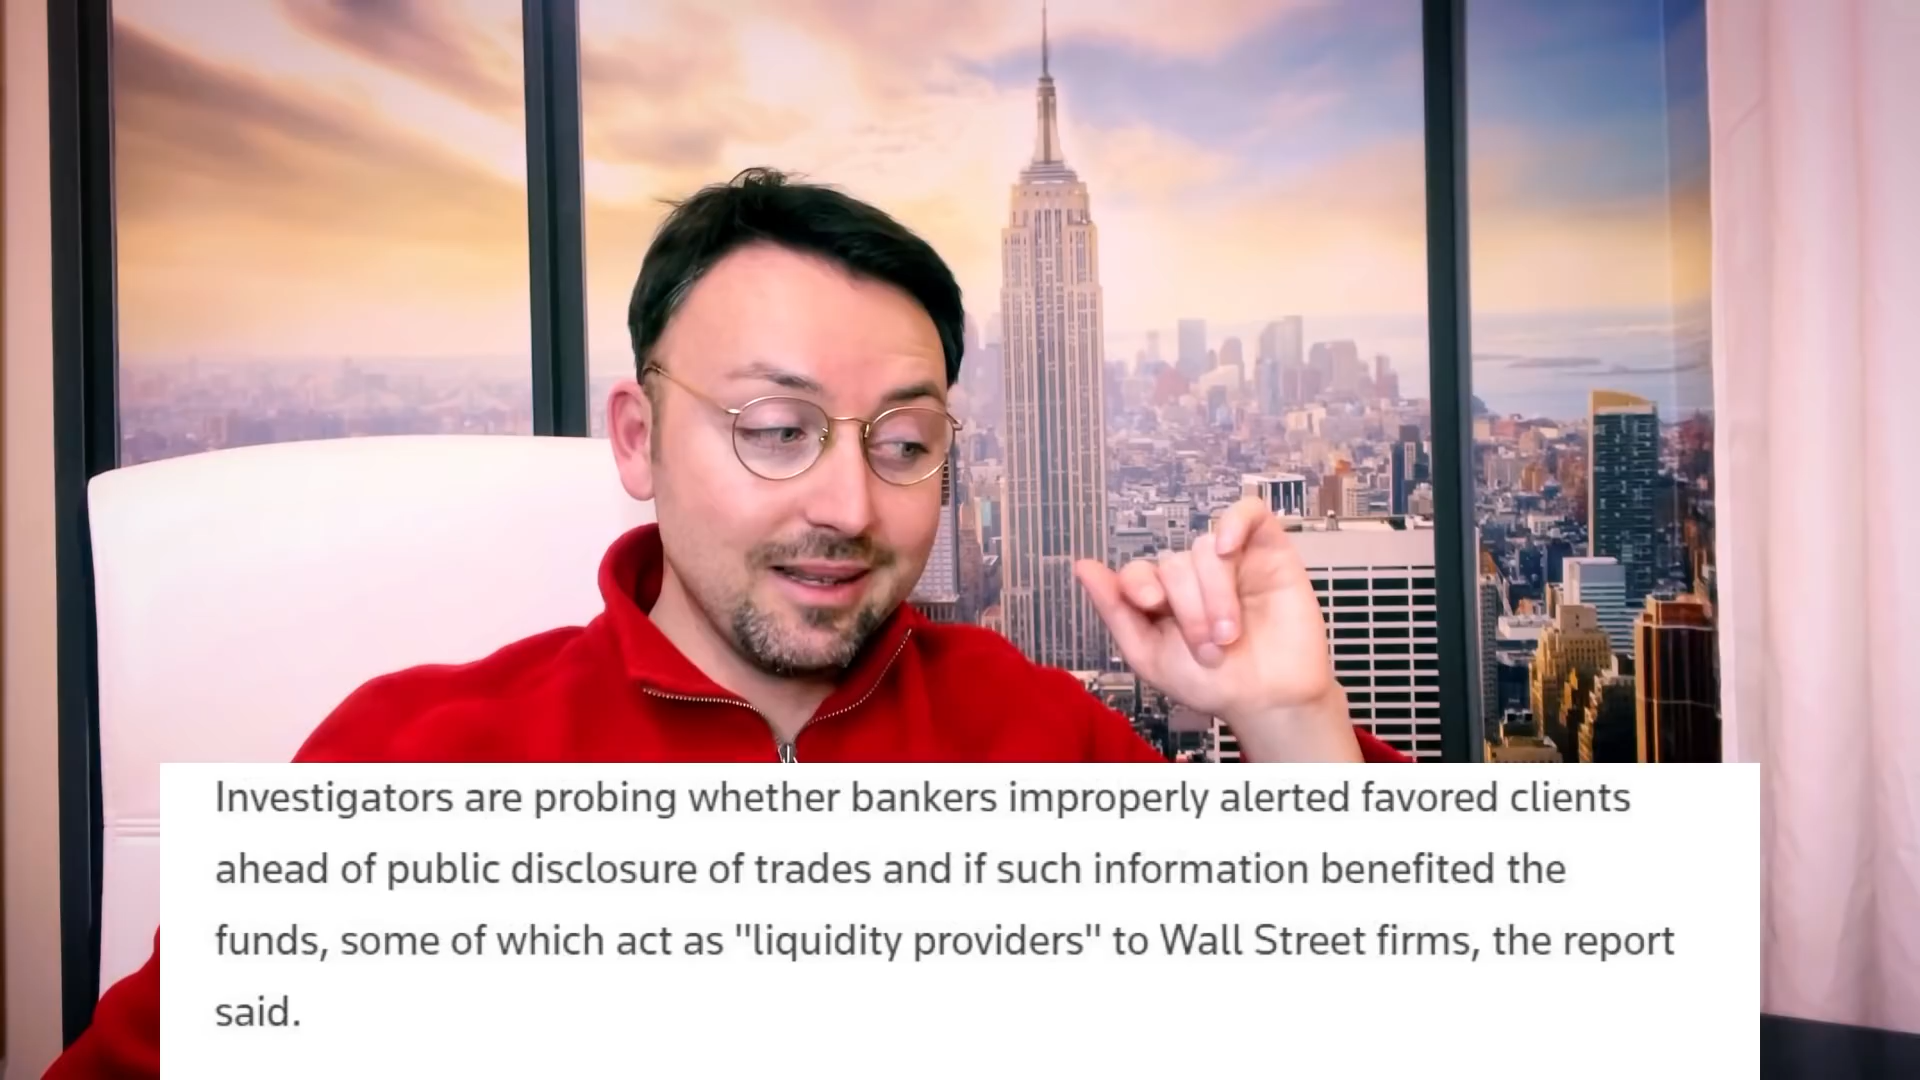 Investigators are probing whether bankers improperly alerted favored clients
ahead of public disclosure of trades and if such information benefited the
funds, some of which act as "liquidity providers" to Wall Street firms, the report
said.